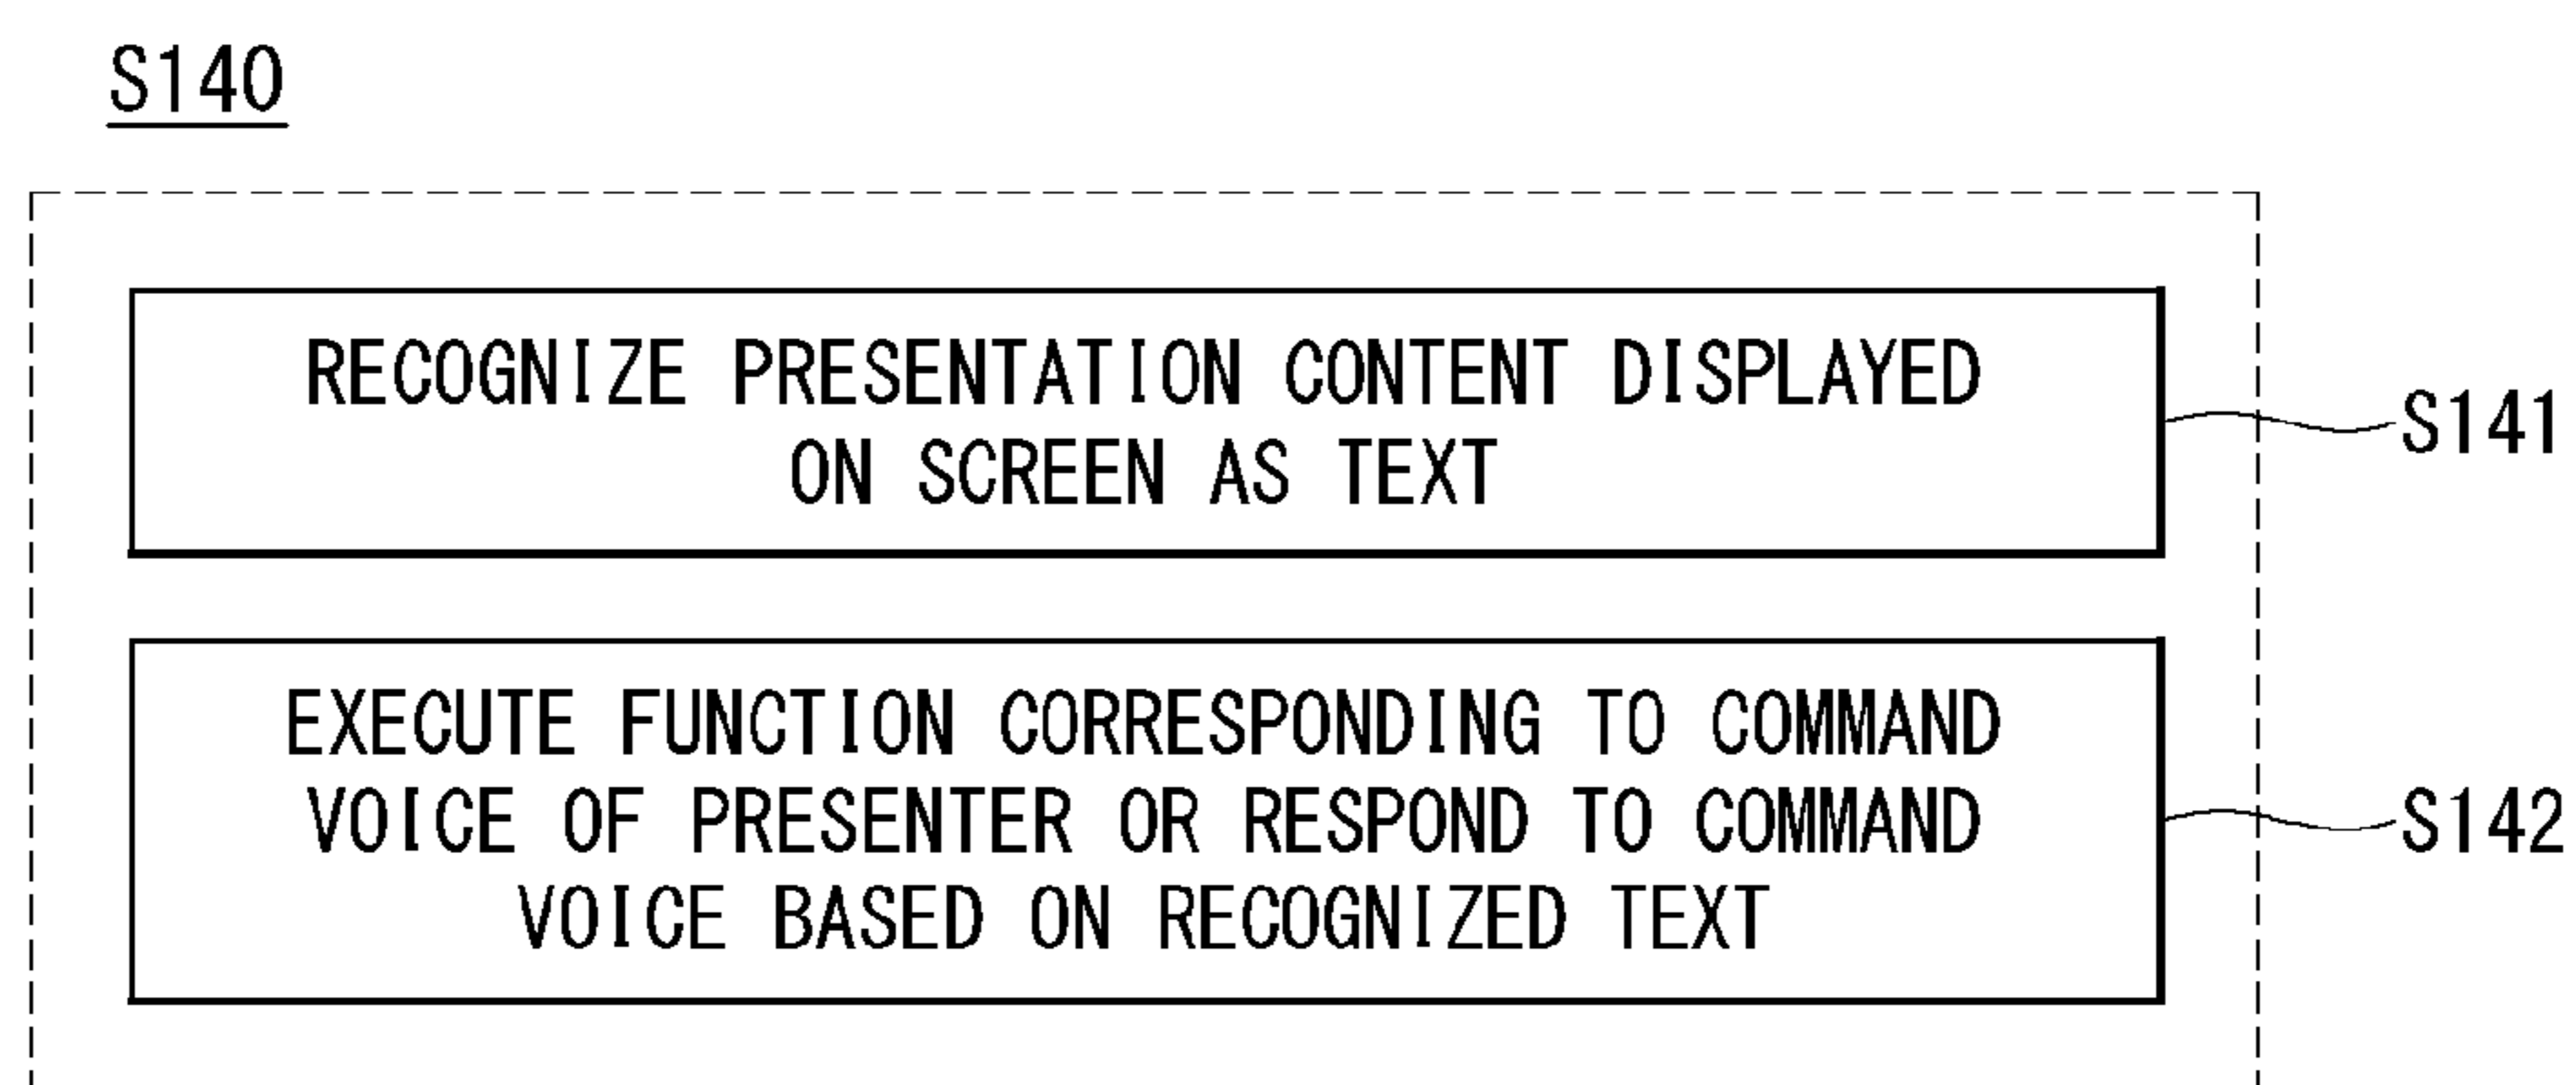 S140
RECOGNIZE PRESENTATION CONTENT DISPLAYED
ON SCREEN AS TEXT
S141
EXECUTE FUNCTION CORRESPONDING TO COMMAND
VOICE OF PRESENTER OR RESPOND TO COMMAND
VOICE BASED ON RECOGNIZED TEXT
S142